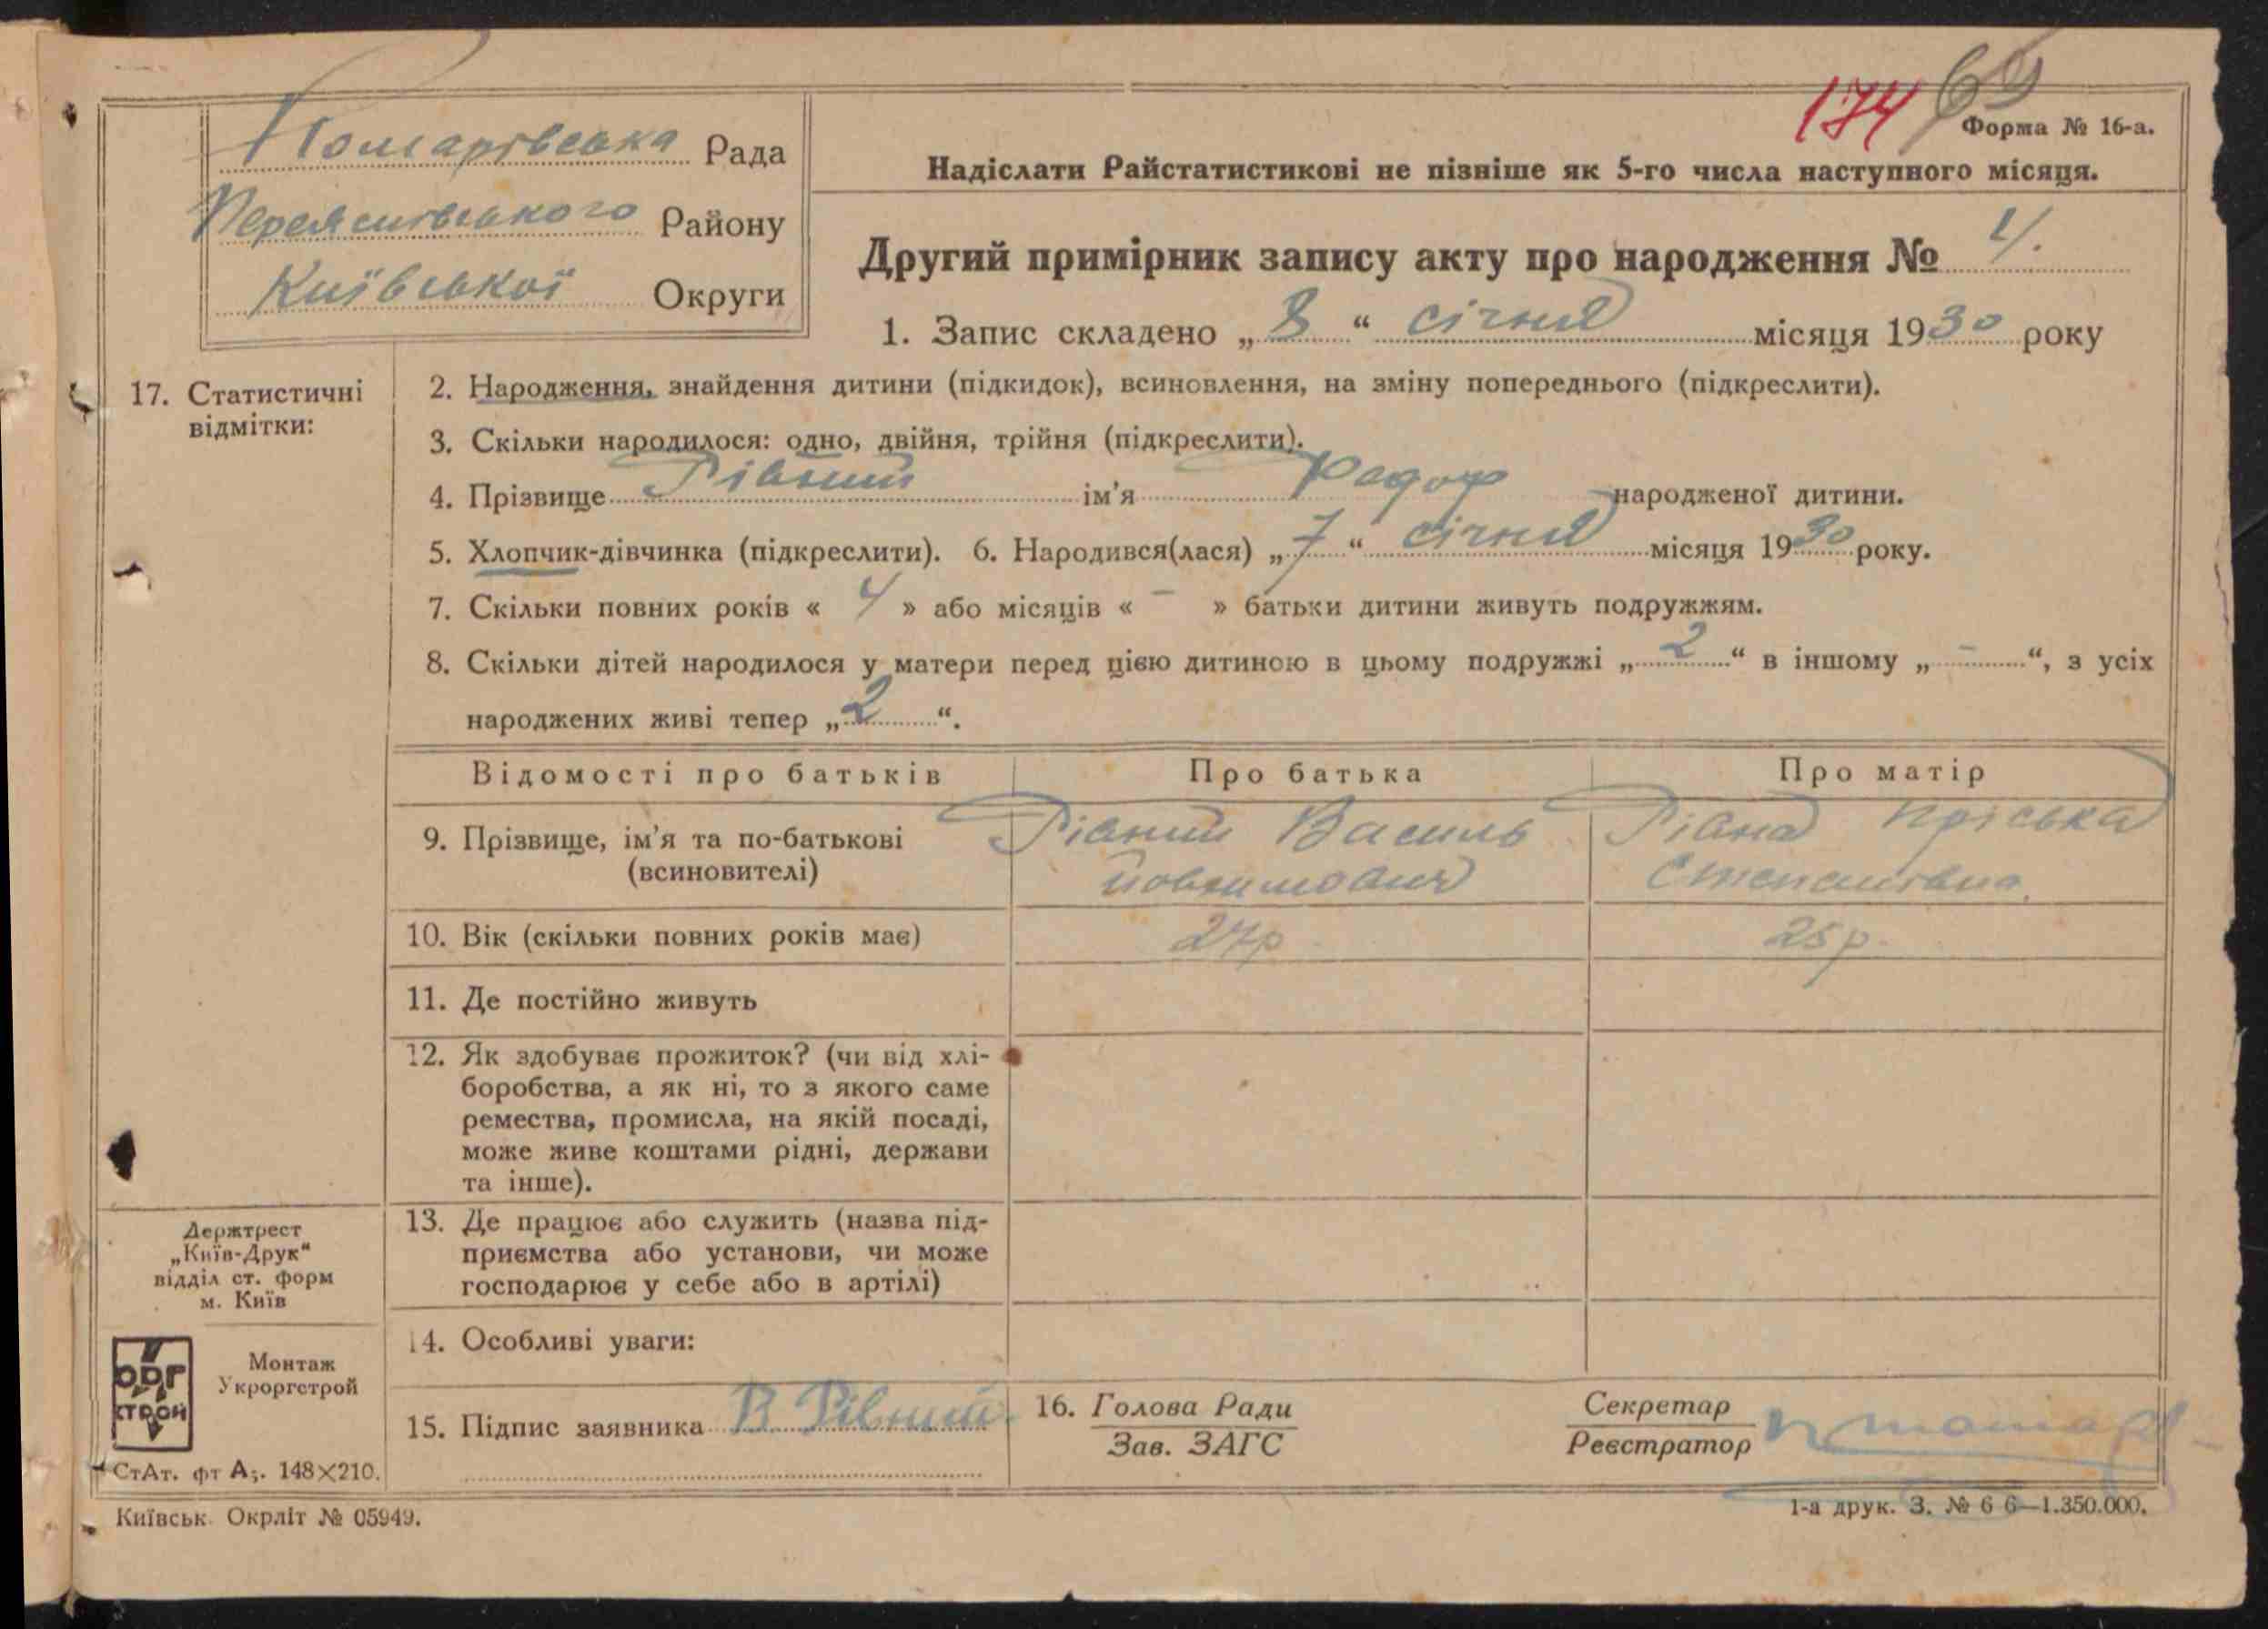 174 69
Форма № 16-а.
Рада
Надіслати Райстатистикові не пізніше як 5-го числа наступного місяця.
Району
Київської Округи
Другий примірник запису акту про народження №
1. Запис складено „ 8 “ січня місяця 1930 року
17. Статистичні відмітки:
2. Народження, знайдення дитини (підкидок), всиновлення, на зміну попереднього (підкреслити).
3. Скільки народилося: одно, двійня, трійня (підкреслити).
4. Прізвище Рівний ім’я народженої дитини.
5. Хлопчик-дівчинка (підкреслити). 6. Народився(лася) „ 7 “ січня місяця 1930 року.
7. Скільки повних років « 4 » або місяців « - » батьки дитини живуть подружжям.
8. Скільки дітей народилося у матери перед цією дитиною в цьому подружжі „ 2 “ в іншому „ - “, з усіх
народжених живі тепер „ 2 “.
Відомості про батьків Про батька Про матір
9. Прізвище, ім’я та по-батькові Рівний Василь Рівна Пріська
(всиновителі) Степанівна
10. Вік (скільки повних років має) 27р 25р.
11. Де постійно живуть
12. Як здобуває прожиток? (чи від хлі-
боробства, а як ні, то з якого саме
ремества, промисла, на якій посаді,
може живе коштами рідні, держави
та інше).
13. Де працює або служить (назва під-
приємства або установи, чи може
господарює у себе або в артілі)
Держтрест
„Київ-Друк“
відділ ст. форм
м. Київ
14. Особливі уваги:
Монтаж
Укроргстрой
15. Підпис заявника В Рівний
16. Голова Ради
Зав. ЗАГС
Секретар
Реєстратор
СтАт. фт А5. 148×210.
Київськ. Окрліт № 05949.
1-а друк. З. № 6 6—1.350.000.